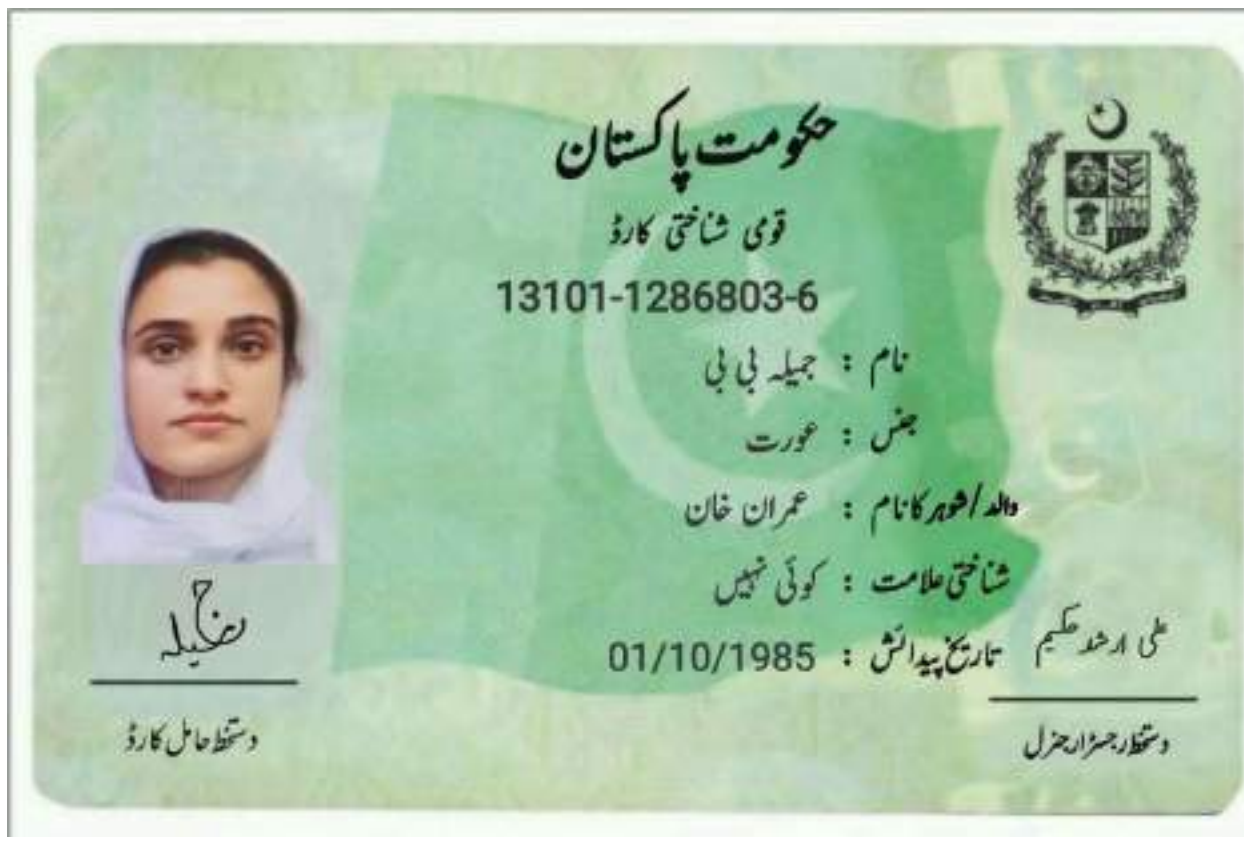 حکومت پاکستان
قومی شناختی کارڈ
13101-1286803-6
نام : جمیلہ بی بی
جنس : عورت
والد/شوہر کا نام : عمران خان
شناختی علامت : کوئی نہیں
تاریخ پیدائش : 01/10/1985
جمیلہ
دستخط حامل کارڈ
دستخط رجسٹرار جنرل